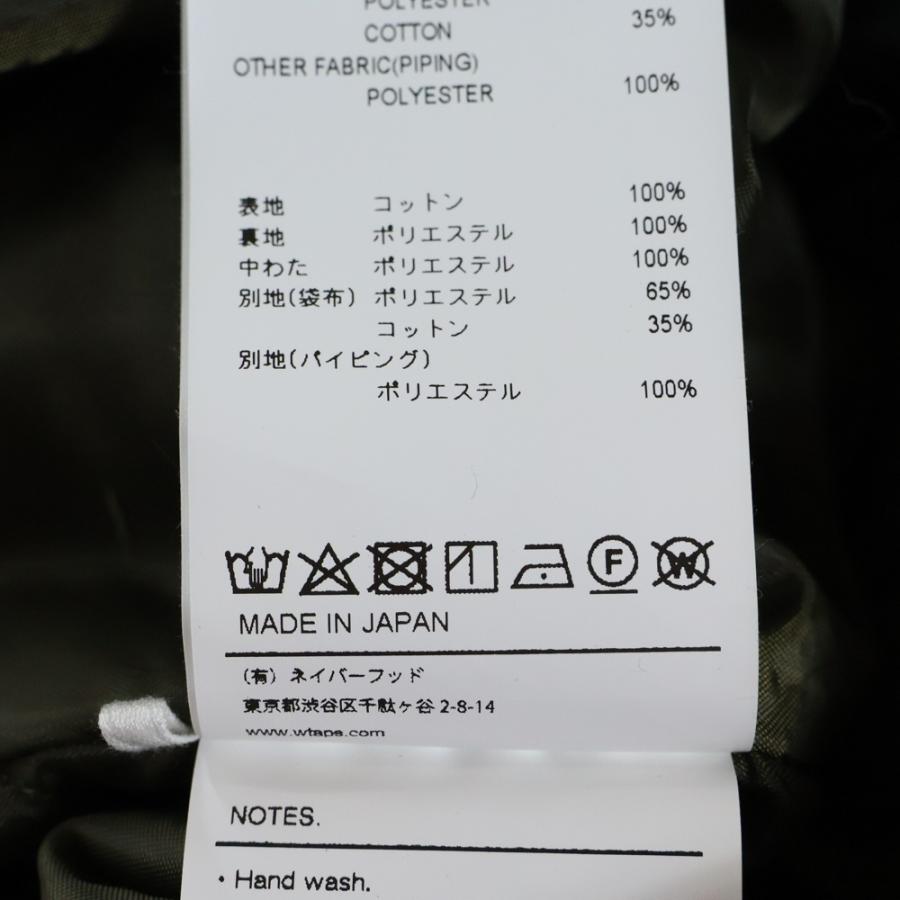 POLYESTER
COTTON 35%
OTHER FABRIC(PIPING)
POLYESTER 100%
表地 コットン 100%
裏地 ポリエステル 100%
中わた ポリエステル 100%
別地(袋布) ポリエステル 65%
コットン 35%
別地(パイピング)
ポリエステル 100%
F W
MADE IN JAPAN
(有) ネイバーフッド
東京都渋谷区千駄ヶ谷 2-8-14
www.wtaps.com
NOTES.
・Hand wash.